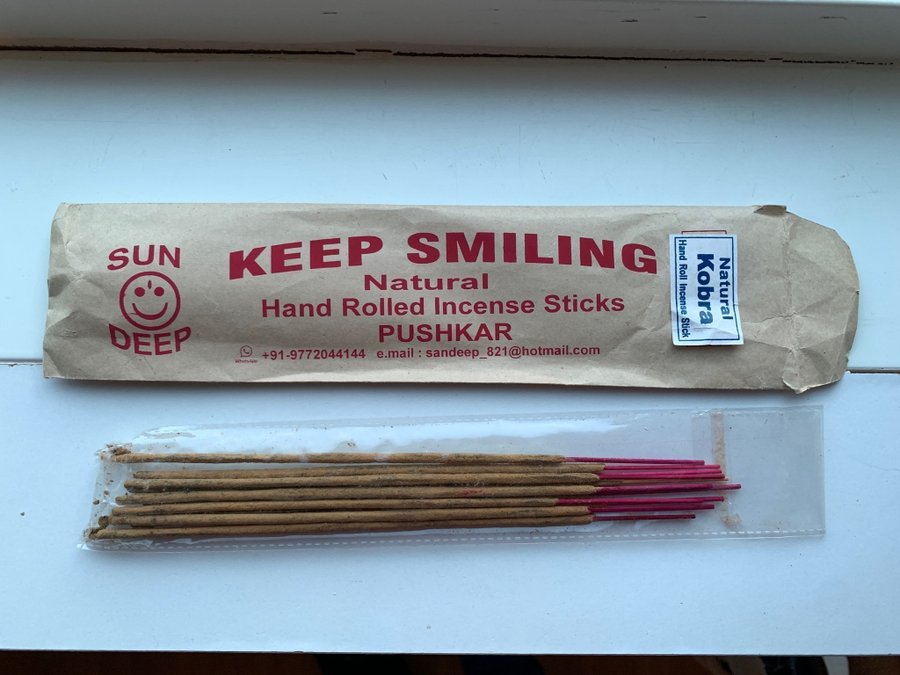 SUN
DEEP
KEEP SMILING
Natural
Hand Rolled Incense Sticks
PUSHKAR
WhatsApp +91-9772044144 e.mail : sandeep_821@hotmail.com
Natural
Kobra
Hand Roll Incense Stick